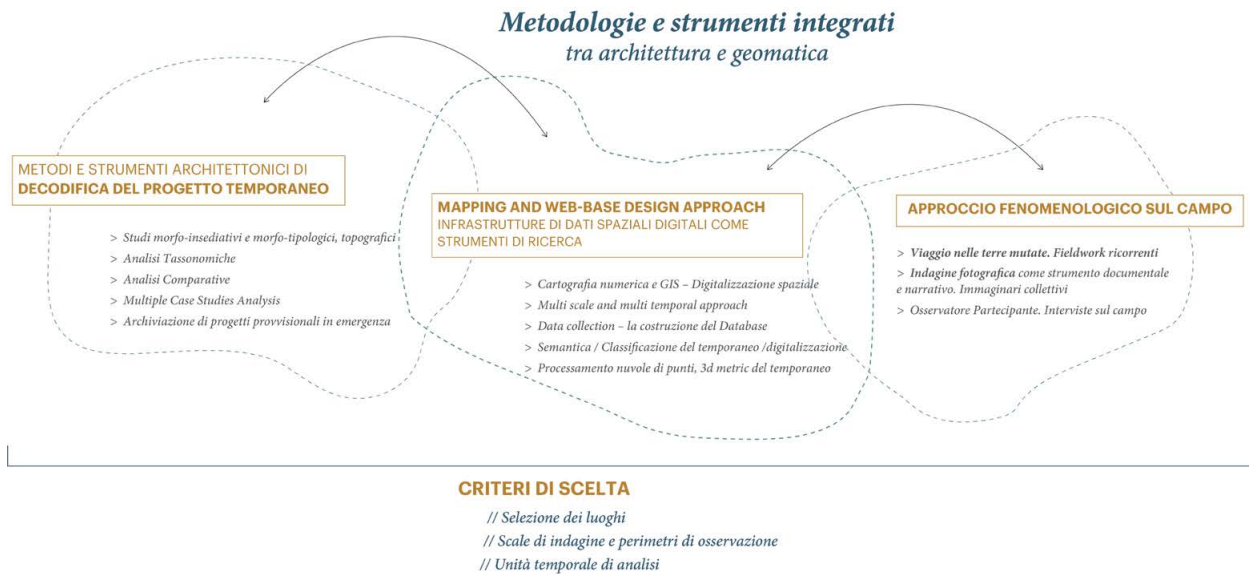 Metodologie e strumenti integrati
tra architettura e geomatica
METODI E STRUMENTI ARCHITETTONICI DI
DECODIFICA DEL PROGETTO TEMPORANEO
> Studi morfo-insediativi e morfo-tipologici, topografici
> Analisi Tassonomiche
> Analisi Comparative
> Multiple Case Studies Analysis
> Archiviazione di progetti provvisionali in emergenza
MAPPING AND WEB-BASE DESIGN APPROACH
INFRASTRUTTURE DI DATI SPAZIALI DIGITALI COME
STRUMENTI DI RICERCA
> Cartografia numerica e GIS – Digitalizzazione spaziale
> Multi scale and multi temporal approach
> Data collection – la costruzione del Database
> Semantica / Classificazione del temporaneo /digitalizzazione
> Processamento nuvole di punti, 3d metric del temporaneo
APPROCCIO FENOMENOLOGICO SUL CAMPO
> Viaggio nelle terre mutate. Fieldwork ricorrenti
> Indagine fotografica come strumento documentale
e narrativo. Immaginari collettivi
> Osservatore Partecipante. Interviste sul campo
CRITERI DI SCELTA
// Selezione dei luoghi
// Scale di indagine e perimetri di osservazione
// Unità temporale di analisi